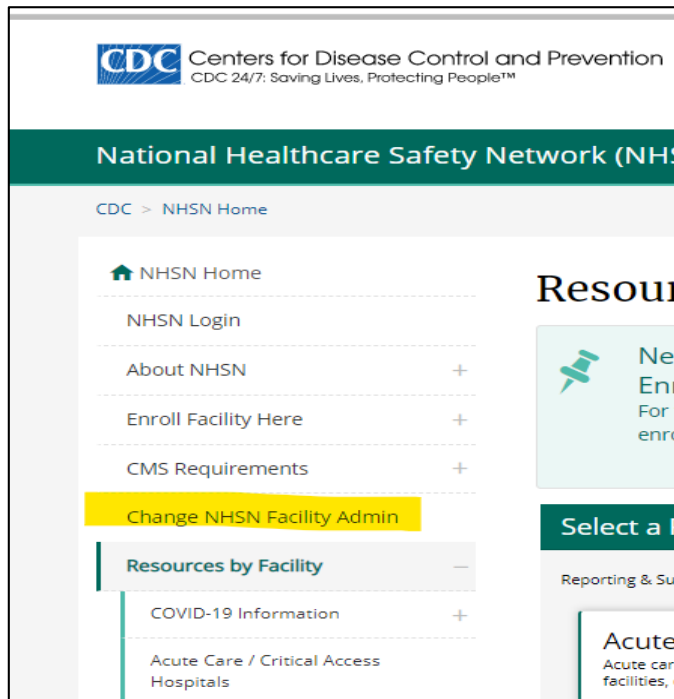 CDC
Centers for Disease Control and Prevention
CDC 24/7: Saving Lives, Protecting People™
National Healthcare Safety Network (NHS
CDC > NHSN Home
NHSN Home
NHSN Login
About NHSN +
Enroll Facility Here +
CMS Requirements +
Change NHSN Facility Admin
Resources by Facility –
COVID-19 Information +
Acute Care / Critical Access
Hospitals
Resour
Ne
Enr
For
enro
Select a
Reporting & Su
Acute
Acute car
facilities,